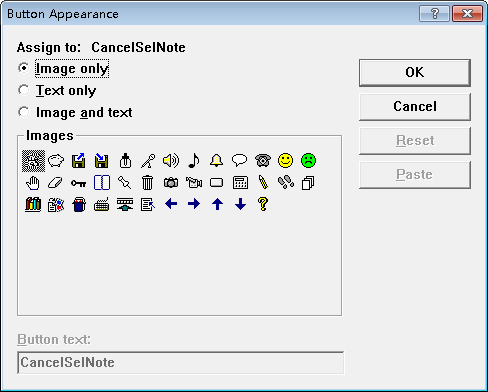 Button Appearance
Assign to: CancelSelNote
Image only
Text only
Image and text
OK
Cancel
Reset
Paste
Images
Button text:
CancelSelNote